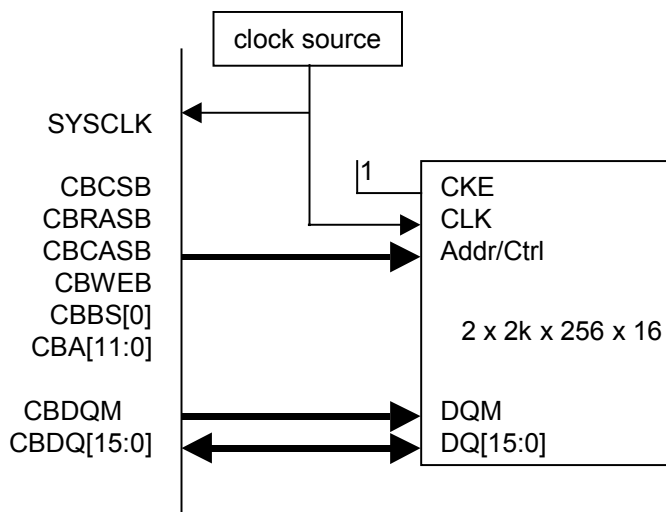 clock source
SYSCLK
1
CBCSB
CKE
CBRASB
CLK
CBCASB
Addr/Ctrl
CBWEB
CBBS[0]
CBA[11:0]
2 x 2k x 256 x 16
CBDQM
DQM
CBDQ[15:0]
DQ[15:0]